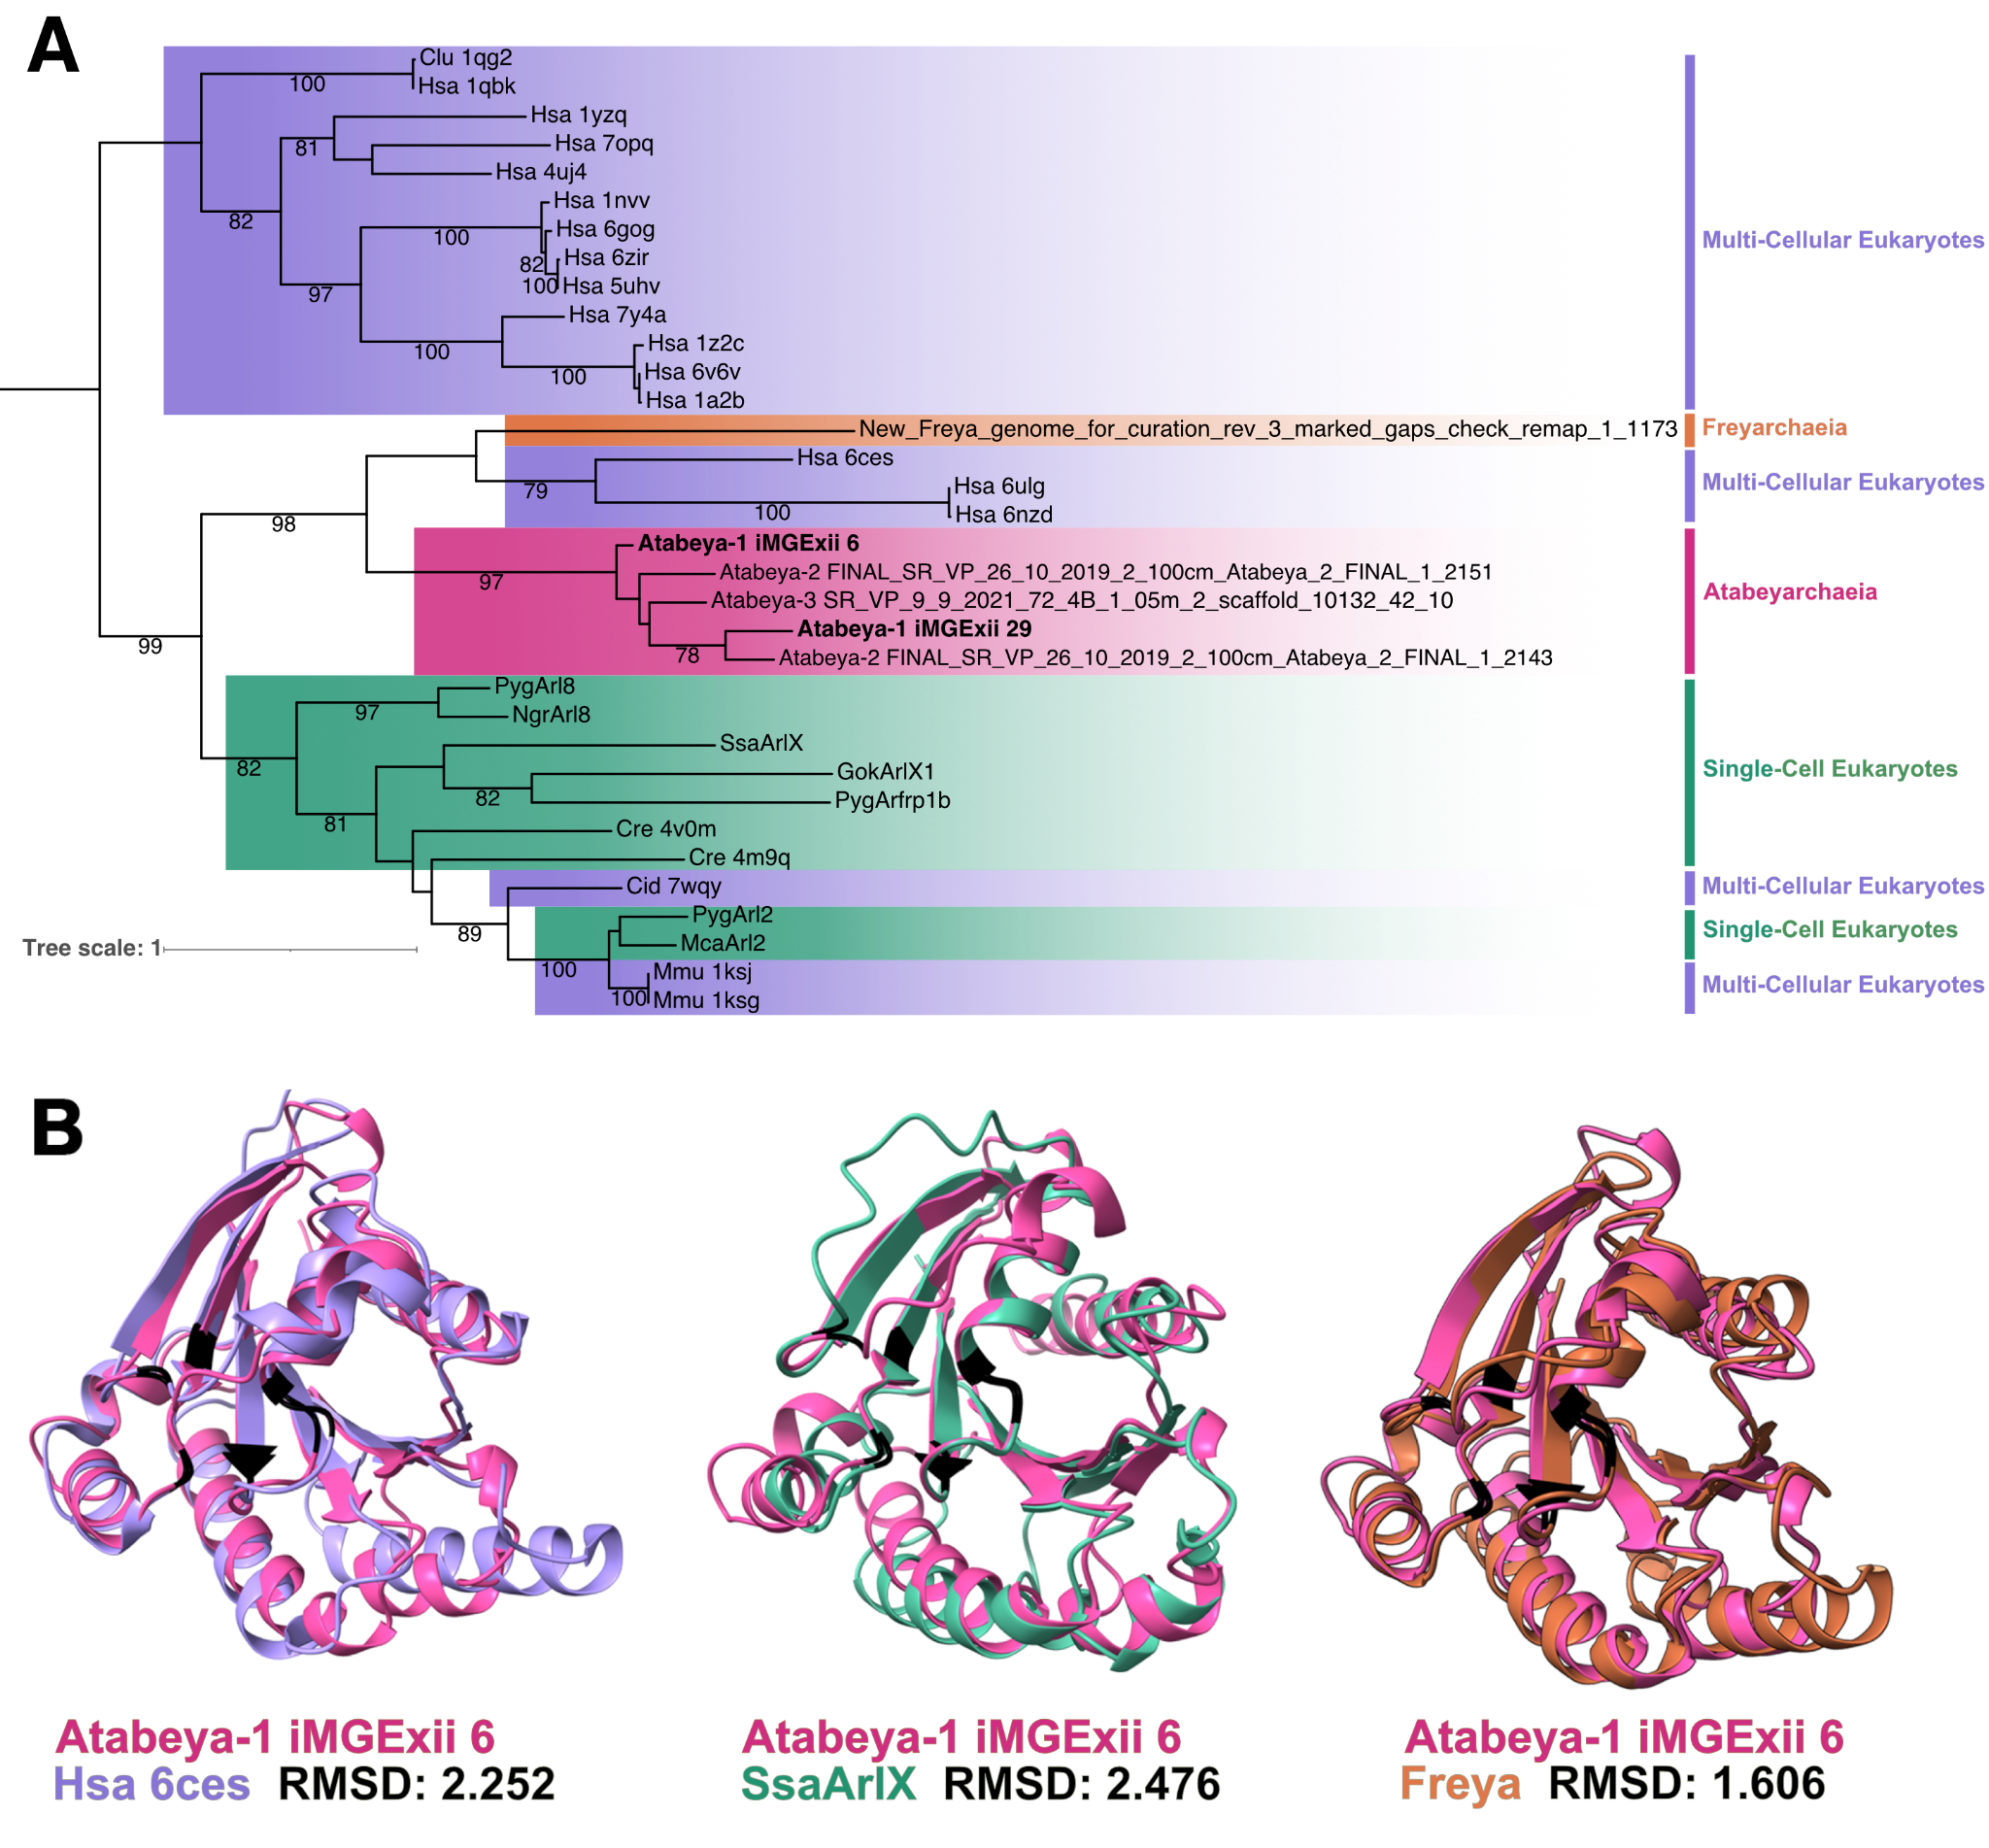 A
Clu 1qg2
100
Hsa 1qbk
Hsa 1yzq
81
Hsa 7opq
Hsa 4uj4
Hsa 1nvv
82
100
Hsa 6gog
82
Hsa 6zir
100
Hsa 5uhv
97
Hsa 7y4a
100
Hsa 1z2c
100
Hsa 6v6v
Hsa 1a2b
Multi-Cellular Eukaryotes
New_Freya_genome_for_curation_rev_3_marked_gaps_check_remap_1_1173
Freyarchaeia
Hsa 6ces
79
Hsa 6ulg
100
Hsa 6nzd
Multi-Cellular Eukaryotes
98
Atabeya-1 iMGExii 6
97
Atabeya-2 FINAL_SR_VP_26_10_2019_2_100cm_Atabeya_2_FINAL_1_2151
Atabeya-3 SR_VP_9_9_2021_72_4B_1_05m_2_scaffold_10132_42_10
Atabeya-1 iMGExii 29
78
Atabeya-2 FINAL_SR_VP_26_10_2019_2_100cm_Atabeya_2_FINAL_1_2143
Atabeyarchaeia
99
PygArl8
97
NgrArl8
SsaArlX
82
GokArlX1
82
PygArfrp1b
81
Cre 4v0m
Cre 4m9q
Single-Cell Eukaryotes
Cid 7wqy
Multi-Cellular Eukaryotes
89
PygArl2
McaArl2
Single-Cell Eukaryotes
100
Mmu 1ksj
100
Mmu 1ksg
Multi-Cellular Eukaryotes
Tree scale: 1
B
Atabeya-1 iMGExii 6
Hsa 6ces RMSD: 2.252
Atabeya-1 iMGExii 6
SsaArlX RMSD: 2.476
Atabeya-1 iMGExii 6
Freya RMSD: 1.606